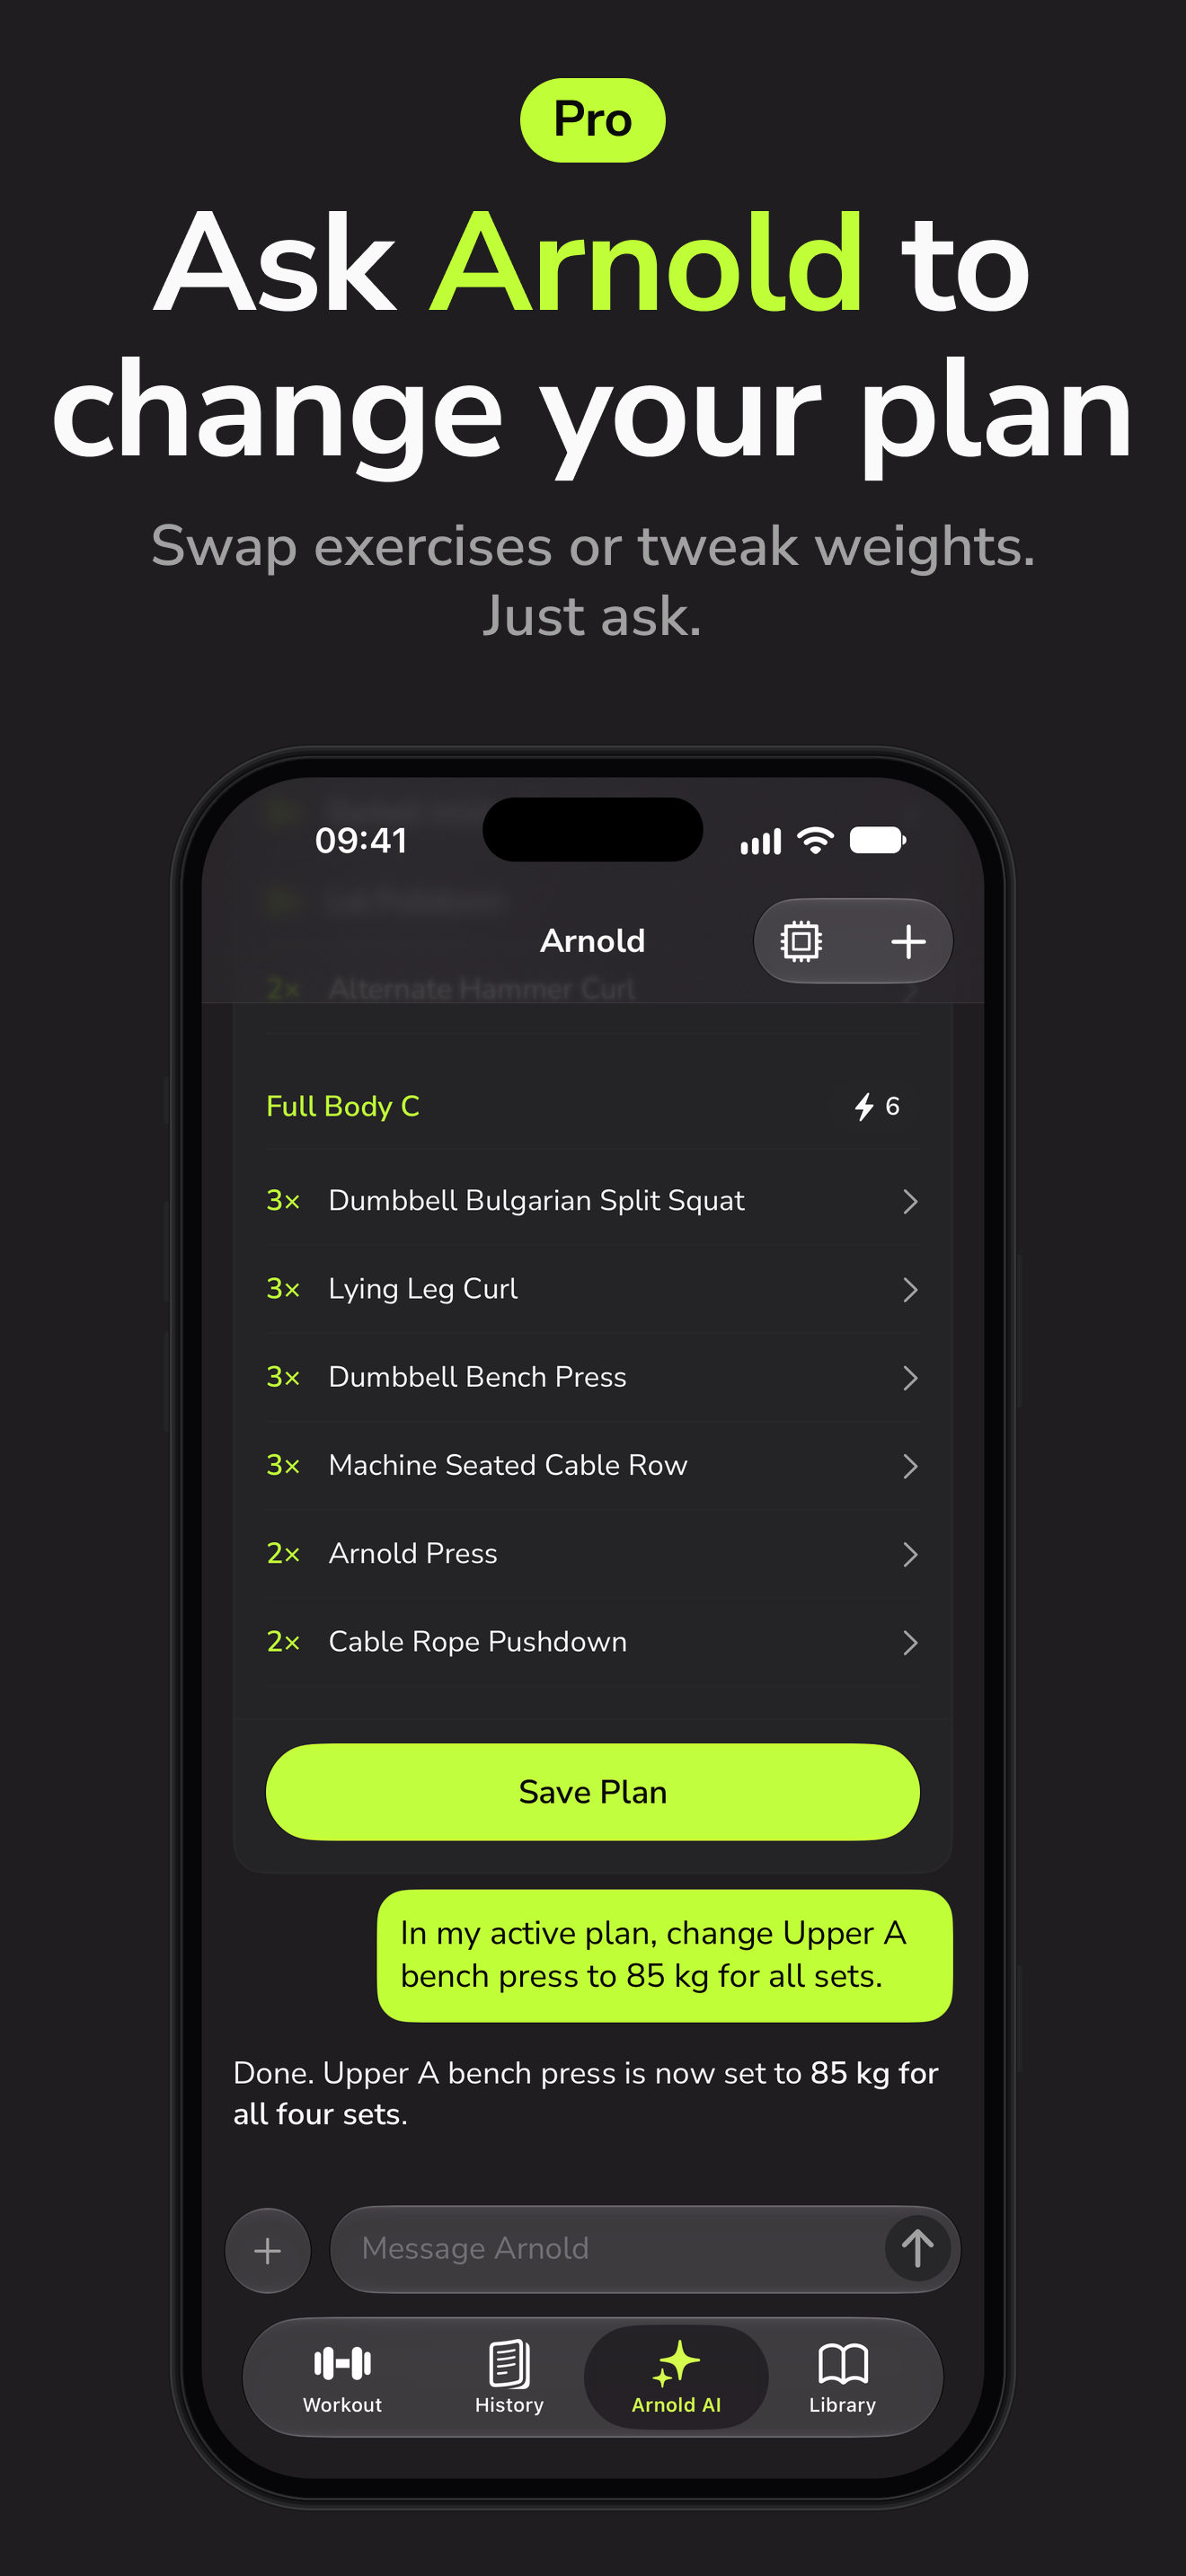 Pro
Ask Arnold to
change your plan
Swap exercises or tweak weights.
Just ask.
09:41
Arnold
2× Alternate Hammer Curl
Full Body C
6
3× Dumbbell Bulgarian Split Squat
3× Lying Leg Curl
3× Dumbbell Bench Press
3× Machine Seated Cable Row
2× Arnold Press
2× Cable Rope Pushdown
Save Plan
In my active plan, change Upper A
bench press to 85 kg for all sets.
Done. Upper A bench press is now set to 85 kg for
all four sets.
Message Arnold
Workout
History
Arnold AI
Library